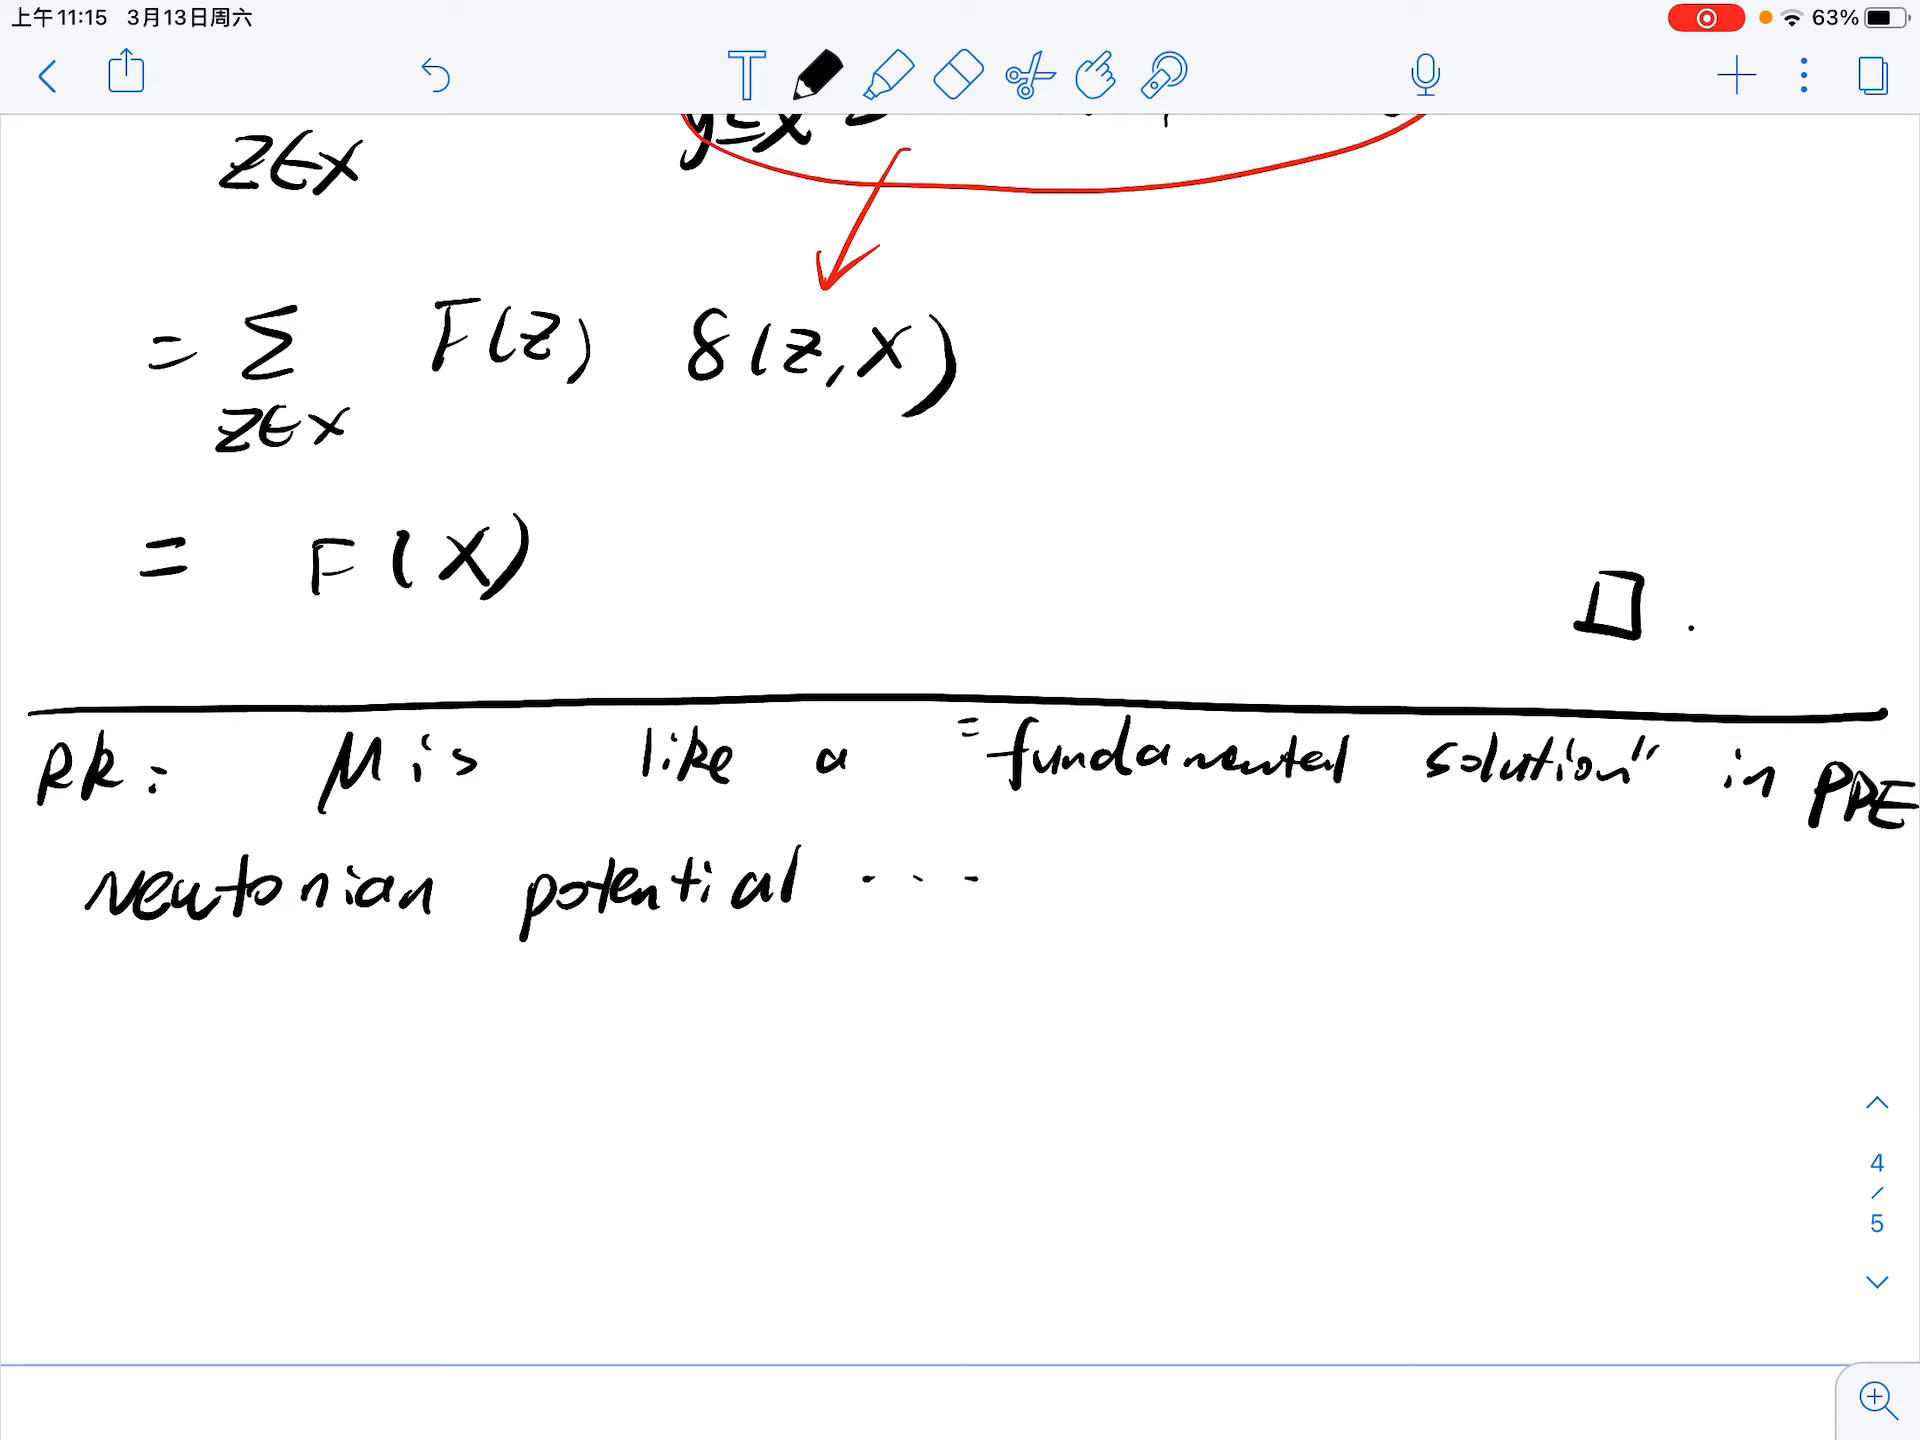 上午11:15 3月13日周六 63%
T
z∈x y≤x
= Σ F(z) δ(z,x)
z∈x
= F(x)
□.
RK: μ is like a "fundamental solution" in PDE
Newtonian potential ...
4
/
5